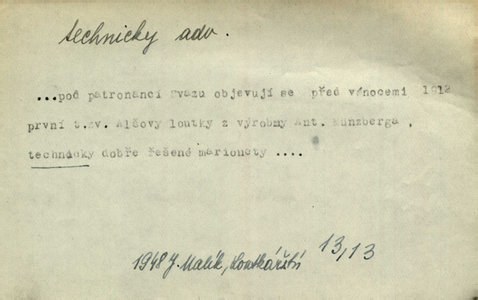 technicky adv.
...pod patronancí svazu objevují se před vánocemi 1912
první t.zv. Alšovy loutky z výrobny Ant. Münzberga,
technicky dobře řešené marionety ....
1948 J. Malík, Loutkářství 13,13